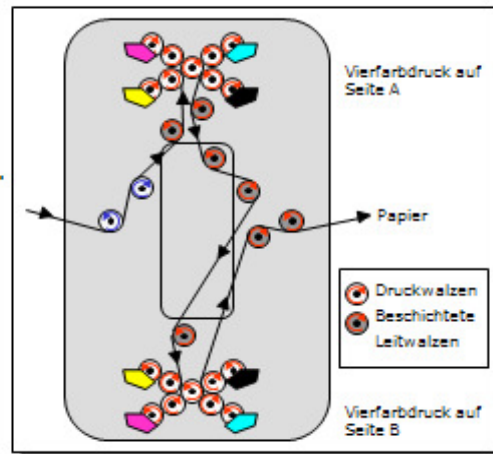 Vierfarbdruck auf
Seite A
Papier
Druckwalzen
Beschichtete
Leitwalzen
Vierfarbdruck auf
Seite B